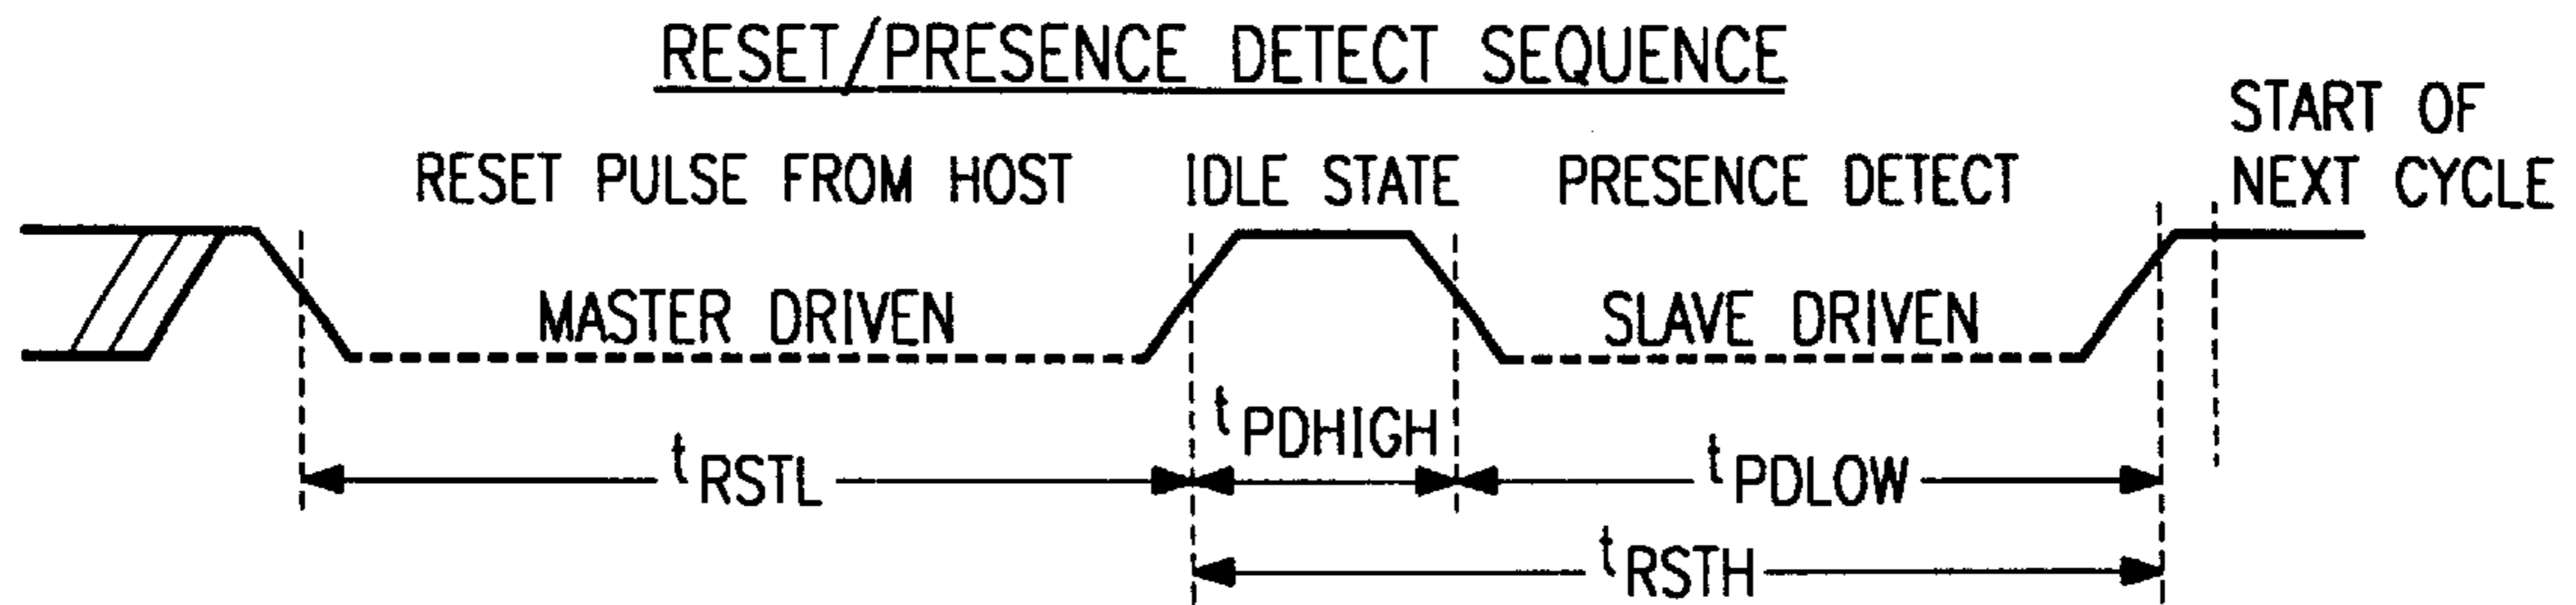 RESET/PRESENCE DETECT SEQUENCE
START OF
NEXT CYCLE
RESET PULSE FROM HOST
IDLE STATE
PRESENCE DETECT
MASTER DRIVEN
SLAVE DRIVEN
tRSTL
tPDHIGH
tPDLOW
tRSTH